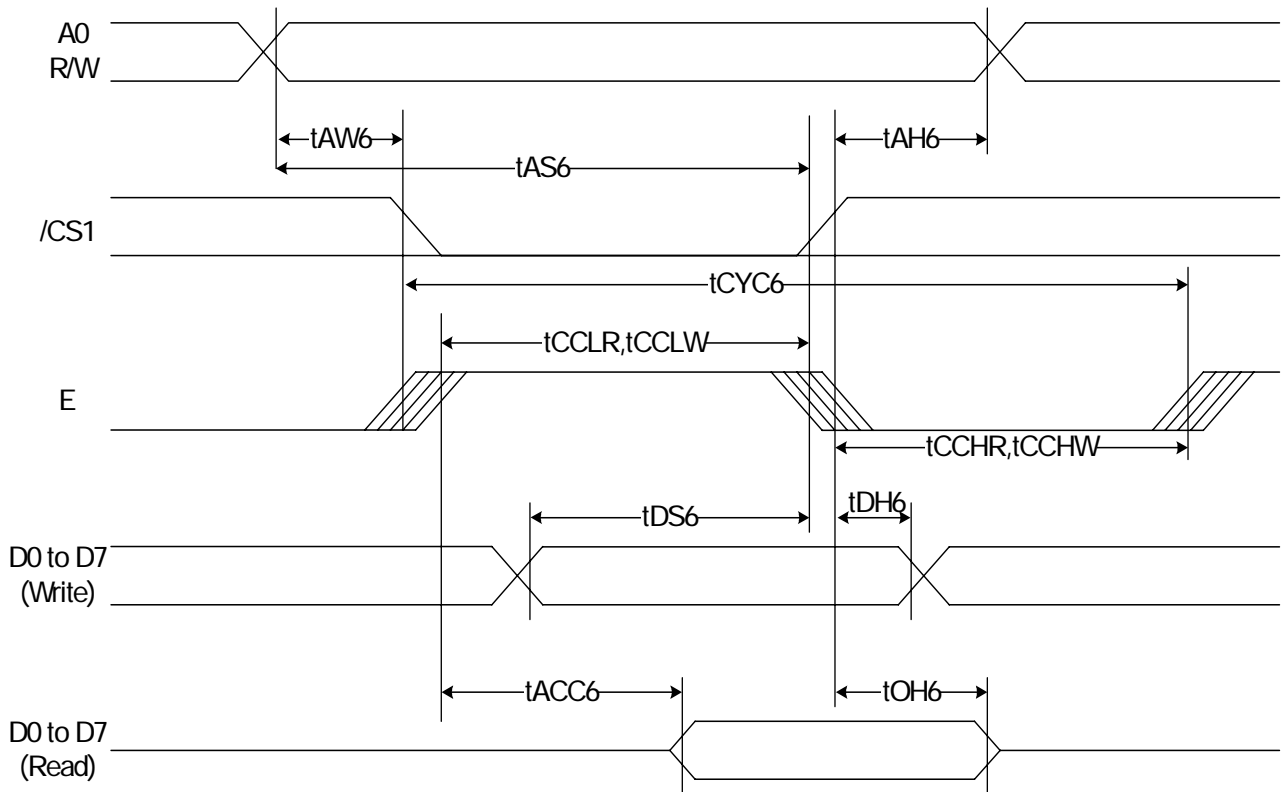 A0
R/W
tAW6
tAH6
tAS6
/CS1
tCYC6
tCCLR,tCCLW
E
tCCHR,tCCHW
tDS6
tDH6
D0 to D7
(Write)
tACC6
tOH6
D0 to D7
(Read)